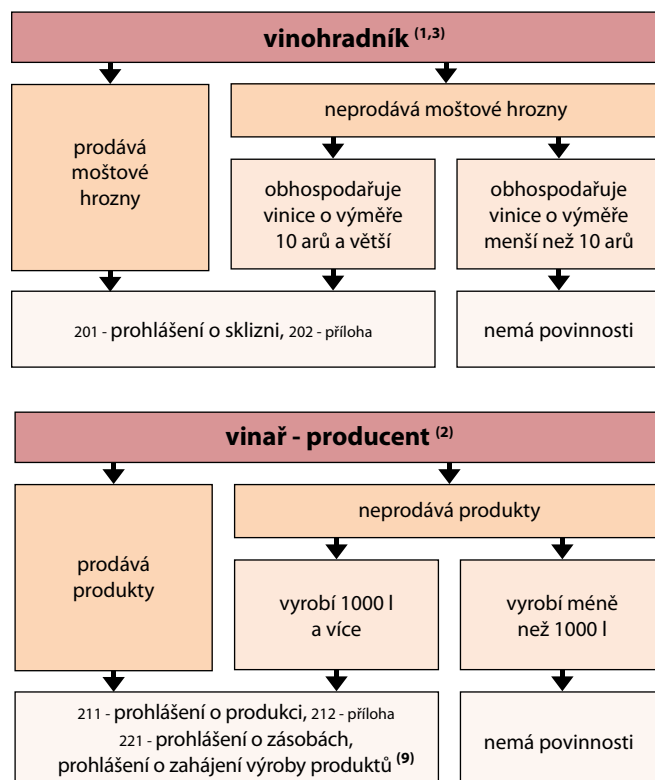 vinohradník (1,3)
prodává
moštové
hrozny
neprodává moštové hrozny
obhospodařuje
vinice o výměře
10 arů a větší
obhospodařuje
vinice o výměře
menší než 10 arů
201 - prohlášení o sklizni, 202 - příloha
nemá povinnosti
vinař - producent (2)
prodává
produkty
neprodává produkty
vyrobí 1000 l
a více
vyrobí méně
než 1000 l
211 - prohlášení o produkci, 212 - příloha
221 - prohlášení o zásobách,
prohlášení o zahájení výroby produktů (9)
nemá povinnosti